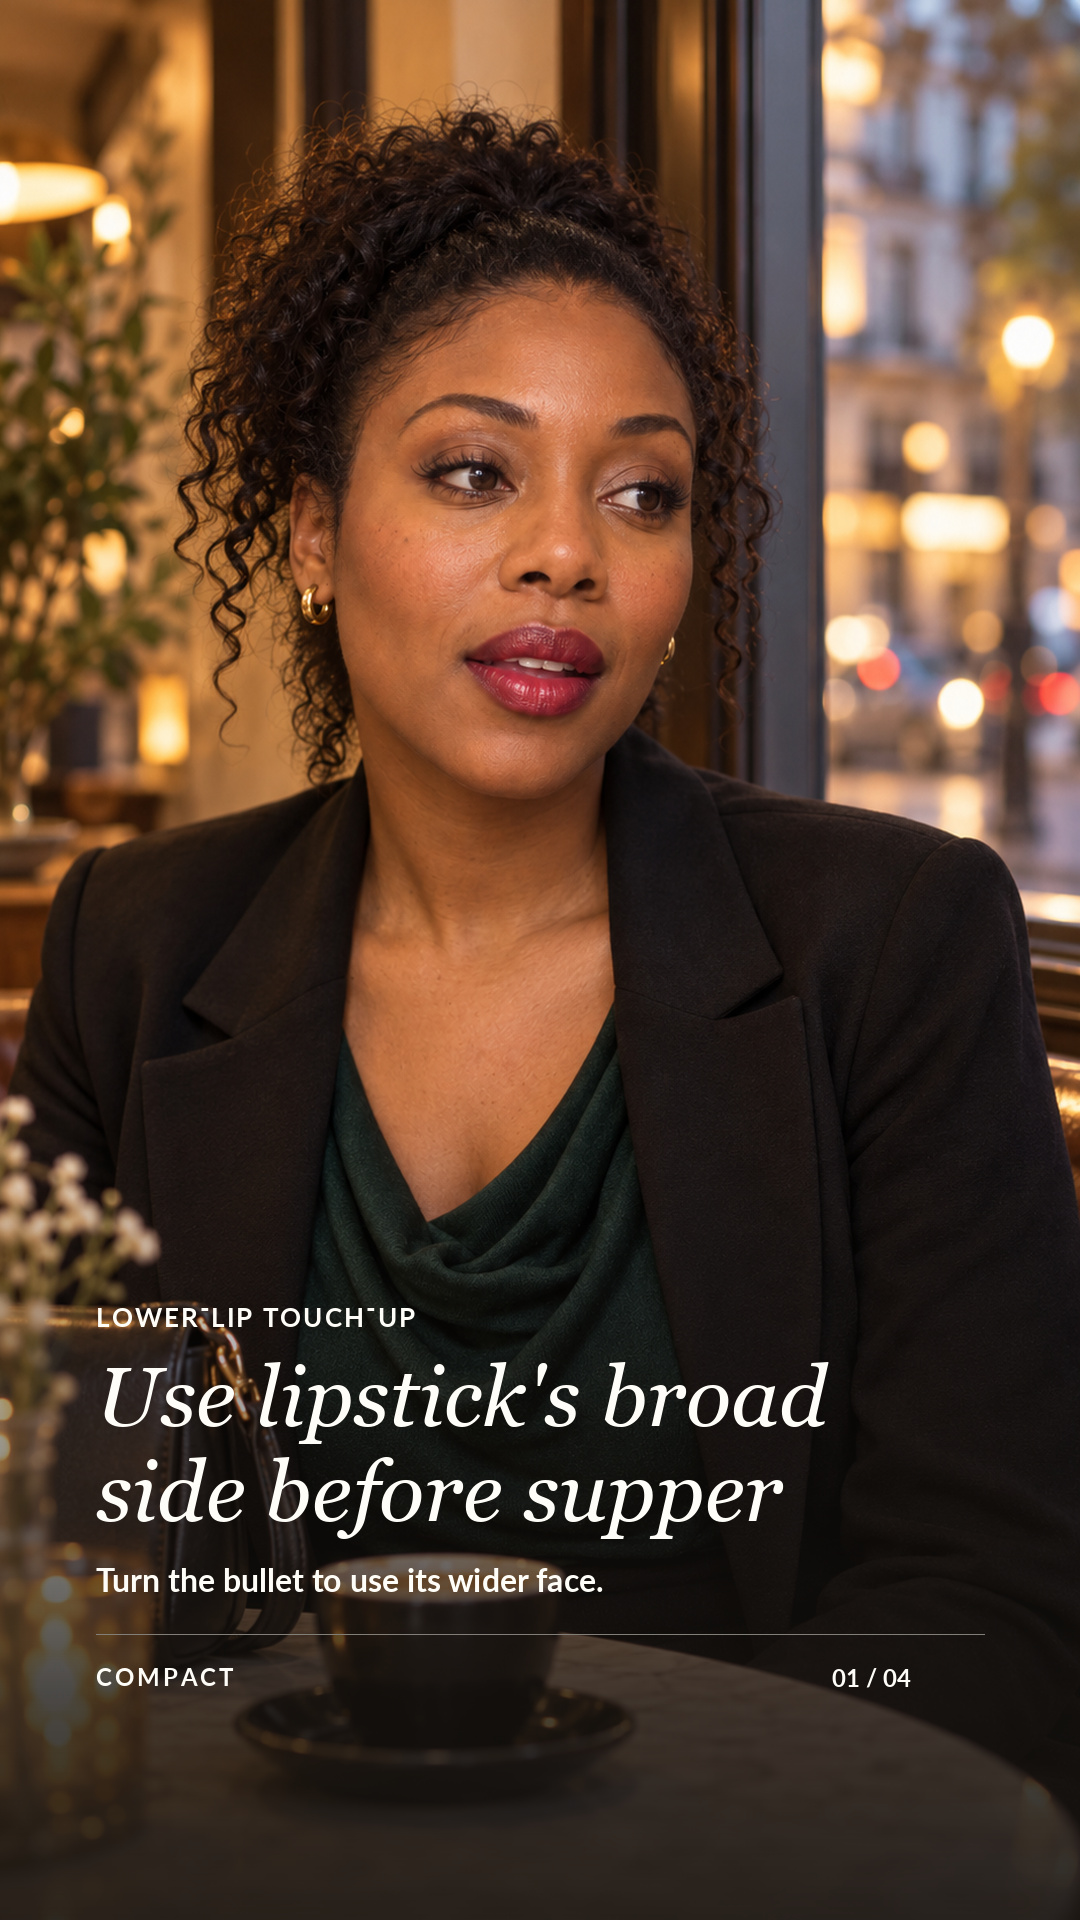 LOWER-LIP TOUCH-UP
Use lipstick's broad
side before supper
Turn the bullet to use its wider face.
COMPACT
01 / 04